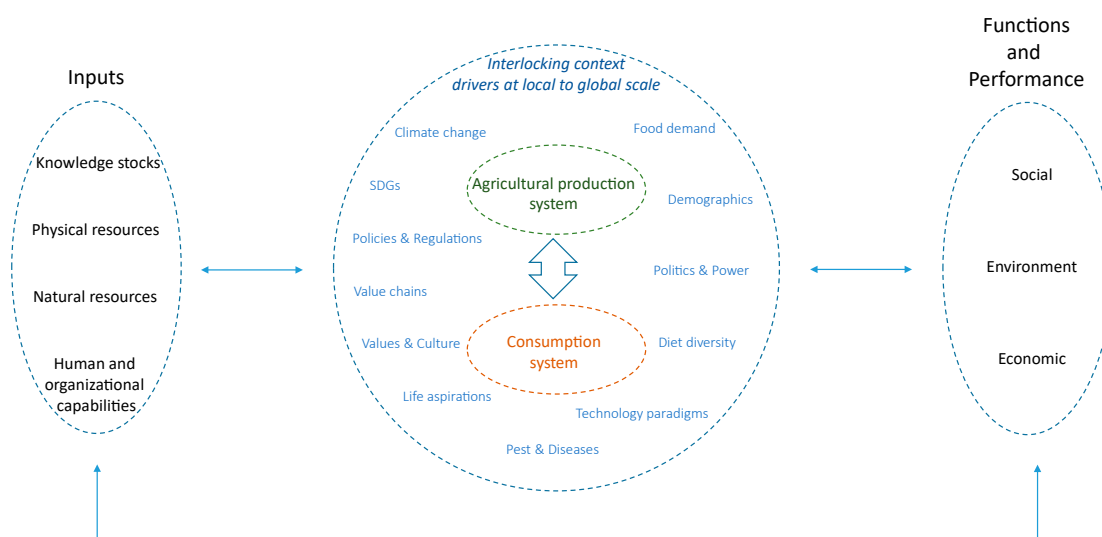 Inputs
Knowledge stocks
Physical resources
Natural resources
Human and
organizational
capabilities
Interlocking context
drivers at local to global scale
Climate change
Food demand
SDGs
Agricultural production
system
Demographics
Policies & Regulations
Politics & Power
Value chains
Values & Culture
Consumption
system
Diet diversity
Life aspirations
Technology paradigms
Pest & Diseases
Functions
and
Performance
Social
Environment
Economic